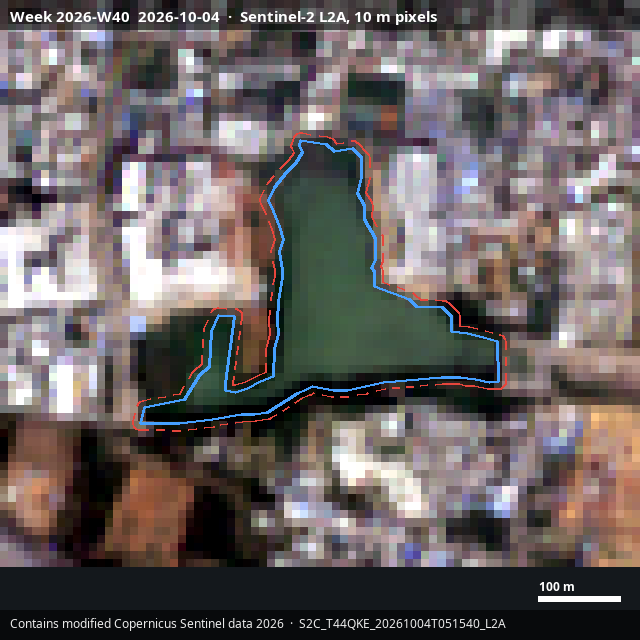 Week 2026-W40  2026-10-04  ·  Sentinel-2 L2A, 10 m pixels
100 m
Contains modified Copernicus Sentinel data 2026  ·  S2C_T44QKE_20261004T051540_L2A